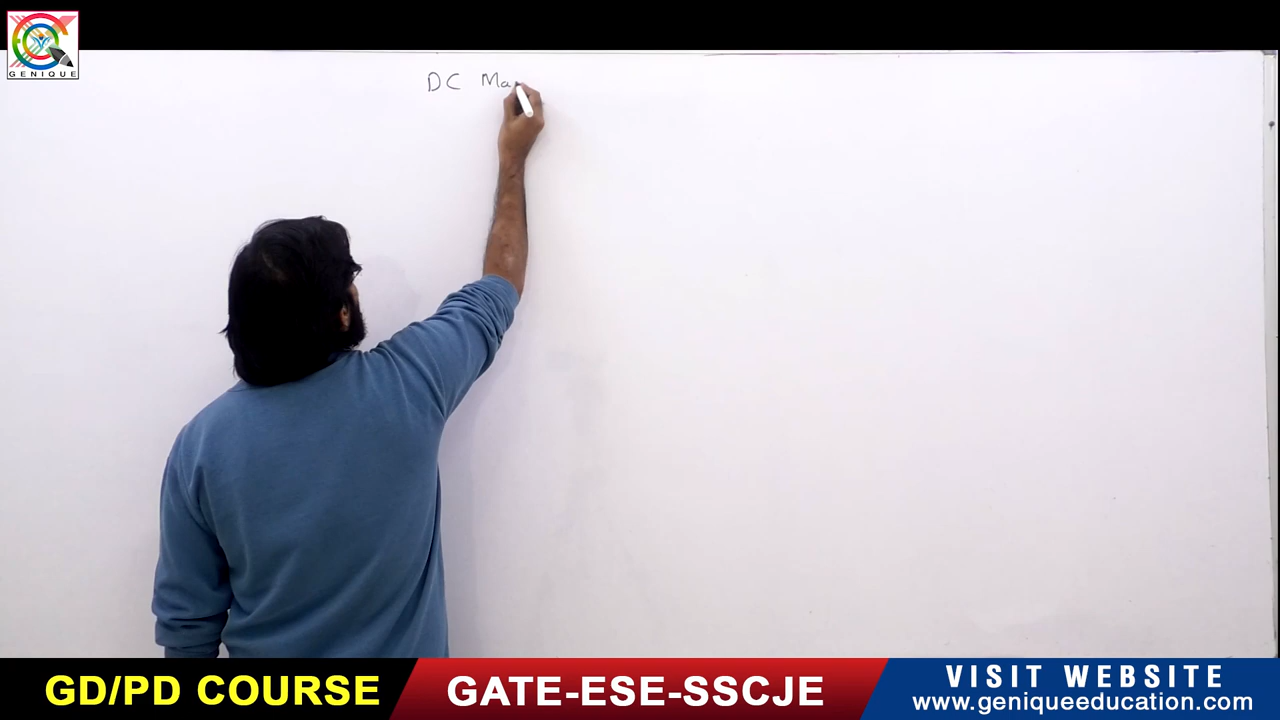 GENIQUE
DC Ma
GD/PD COURSE
GATE-ESE-SSCJE
VISIT WEBSITE
www.geniqueeducation.com